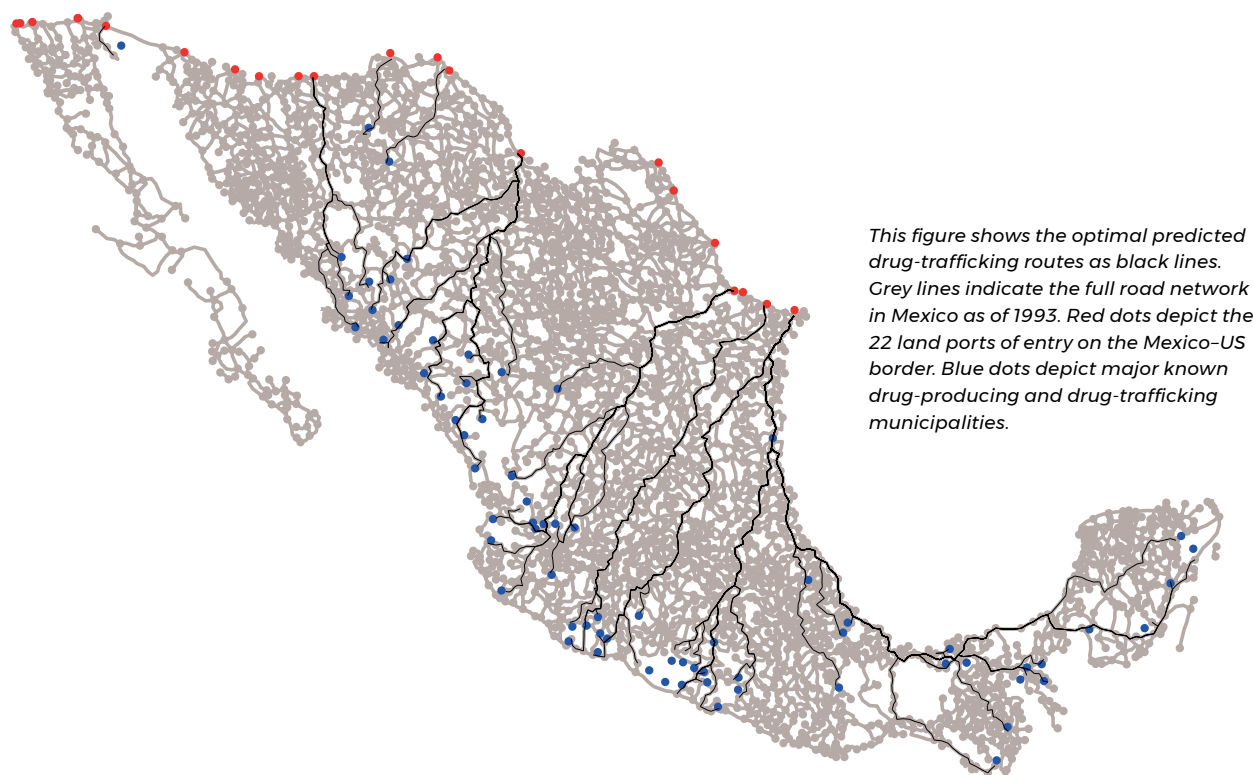 This figure shows the optimal predicted
drug-trafficking routes as black lines.
Grey lines indicate the full road network
in Mexico as of 1993. Red dots depict the
22 land ports of entry on the Mexico–US
border. Blue dots depict major known
drug-producing and drug-trafficking
municipalities.